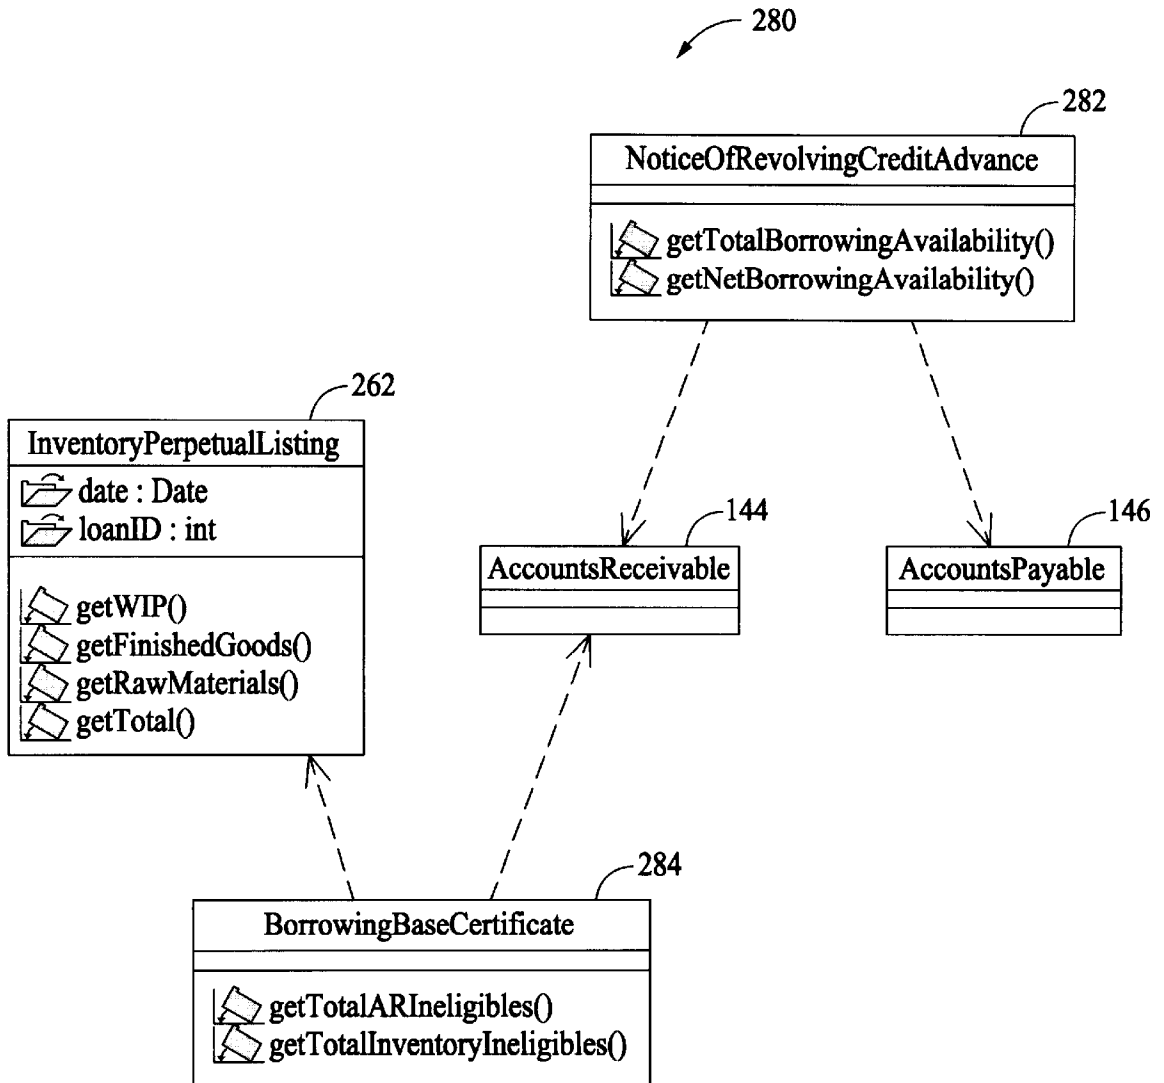 280
282
NoticeOfRevolvingCreditAdvance
getTotalBorrowingAvailability()
getNetBorrowingAvailability()
262
InventoryPerpetualListing
date : Date
loanID : int
getWIP()
getFinishedGoods()
getRawMaterials()
getTotal()
144
AccountsReceivable
146
AccountsPayable
284
BorrowingBaseCertificate
getTotalARIneligibles()
getTotalInventoryIneligibles()